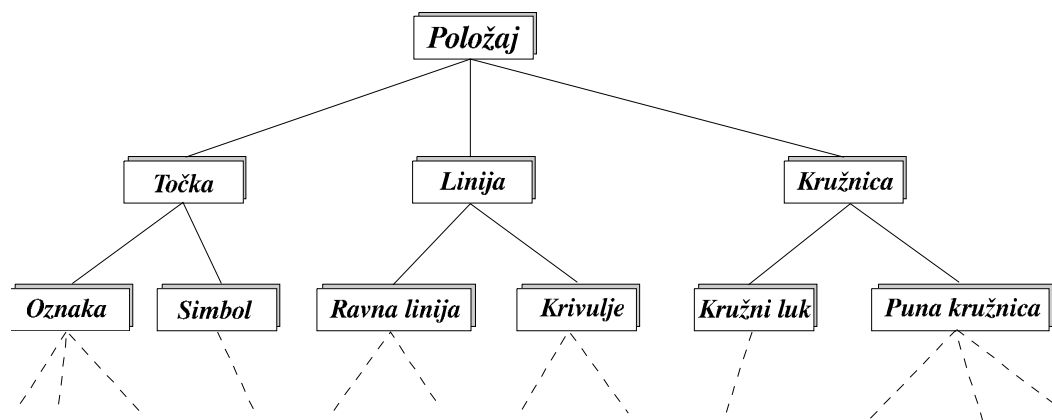 Položaj
Točka
Linija
Kružnica
Oznaka
Simbol
Ravna linija
Krivulje
Kružni luk
Puna kružnica